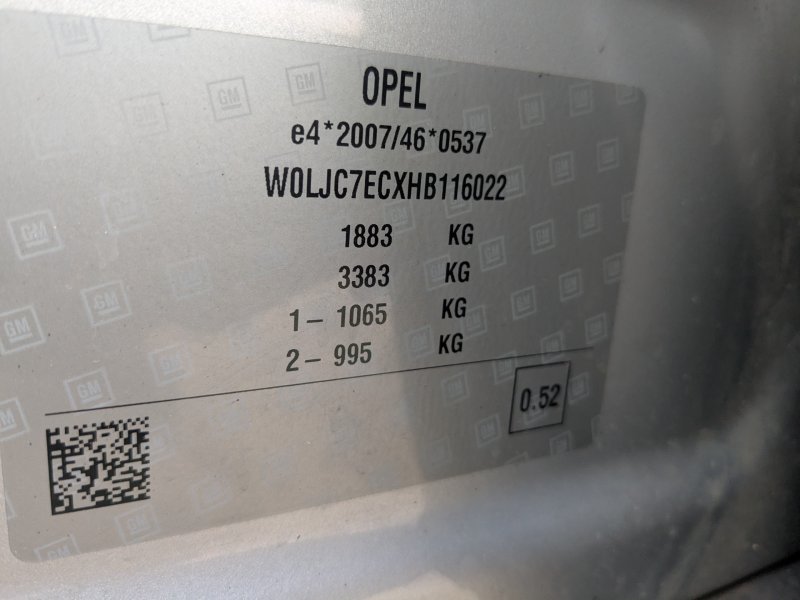 OPEL
e4*2007/46*0537
W0LJC7ECXHB116022
1883 KG
3383 KG
1– 1065 KG
2– 995 KG
0.52